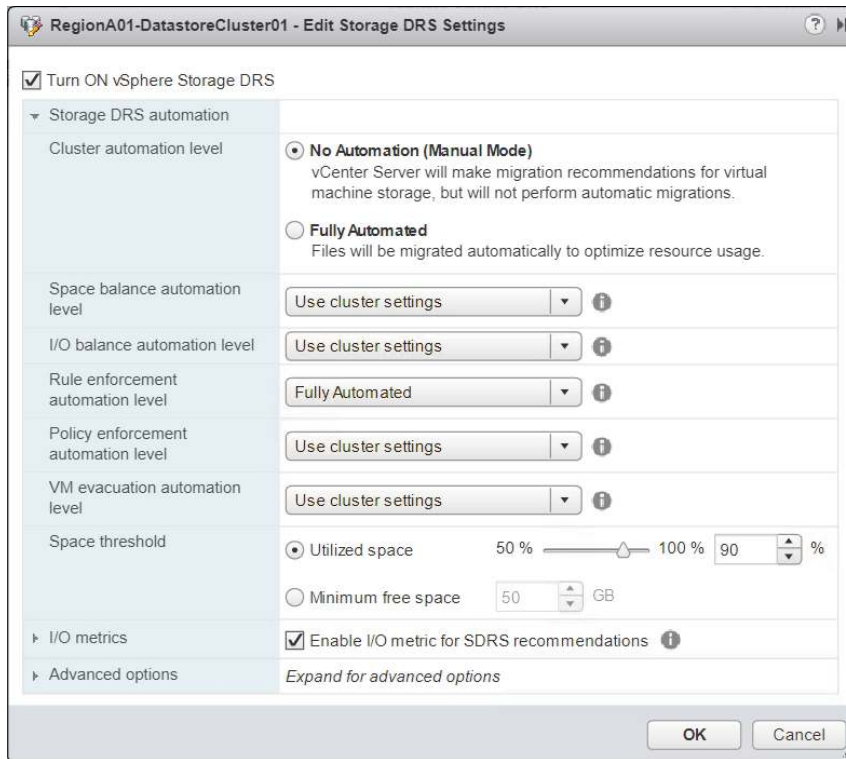 RegionA01-DatastoreCluster01 - Edit Storage DRS Settings
?
Turn ON vSphere Storage DRS
Storage DRS automation
Cluster automation level
No Automation (Manual Mode)
vCenter Server will make migration recommendations for virtual
machine storage, but will not perform automatic migrations.
Fully Automated
Files will be migrated automatically to optimize resource usage.
Space balance automation
level
Use cluster settings
I/O balance automation level
Use cluster settings
Rule enforcement
automation level
Fully Automated
Policy enforcement
automation level
Use cluster settings
VM evacuation automation
level
Use cluster settings
Space threshold
Utilized space 50 % 100 % 90 %
Minimum free space 50 GB
I/O metrics
Enable I/O metric for SDRS recommendations
Advanced options
Expand for advanced options
OK Cancel